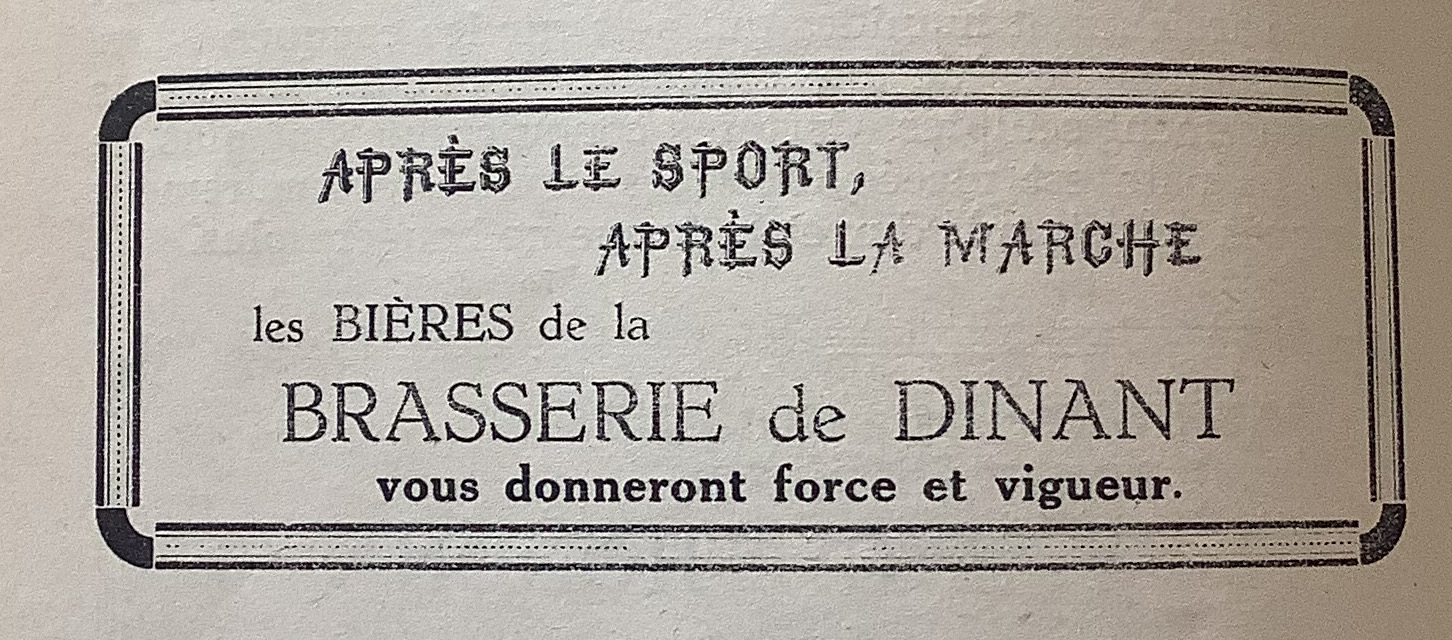 APRÈS LE SPORT,
APRÈS LA MARCHE
les BIÈRES de la
BRASSERIE de DINANT
vous donneront force et vigueur.